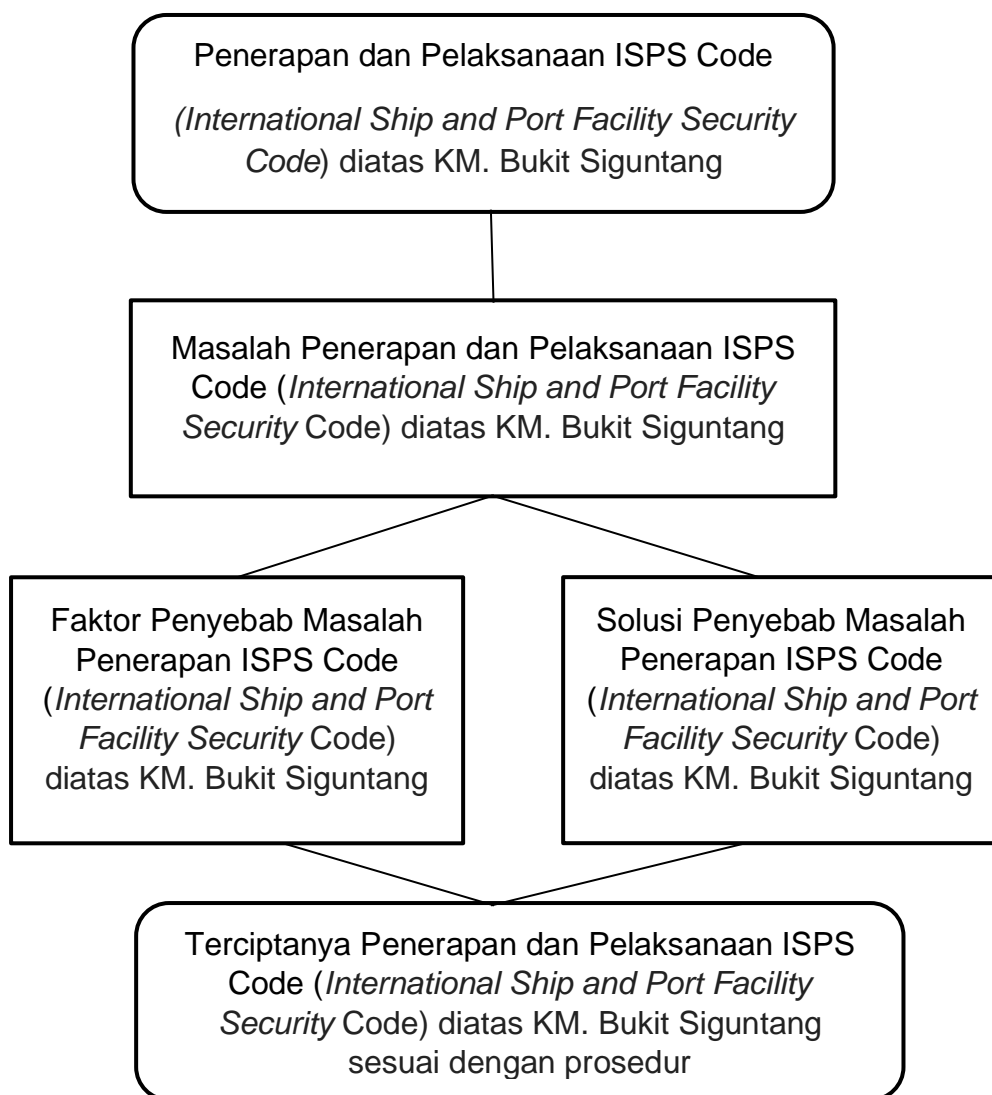 Penerapan dan Pelaksanaan ISPS Code
(International Ship and Port Facility Security
Code) diatas KM. Bukit Siguntang
Masalah Penerapan dan Pelaksanaan ISPS
Code (International Ship and Port Facility
Security Code) diatas KM. Bukit Siguntang
Faktor Penyebab Masalah
Penerapan ISPS Code
(International Ship and Port
Facility Security Code)
diatas KM. Bukit Siguntang
Solusi Penyebab Masalah
Penerapan ISPS Code
(International Ship and Port
Facility Security Code)
diatas KM. Bukit Siguntang
Terciptanya Penerapan dan Pelaksanaan ISPS
Code (International Ship and Port Facility
Security Code) diatas KM. Bukit Siguntang
sesuai dengan prosedur